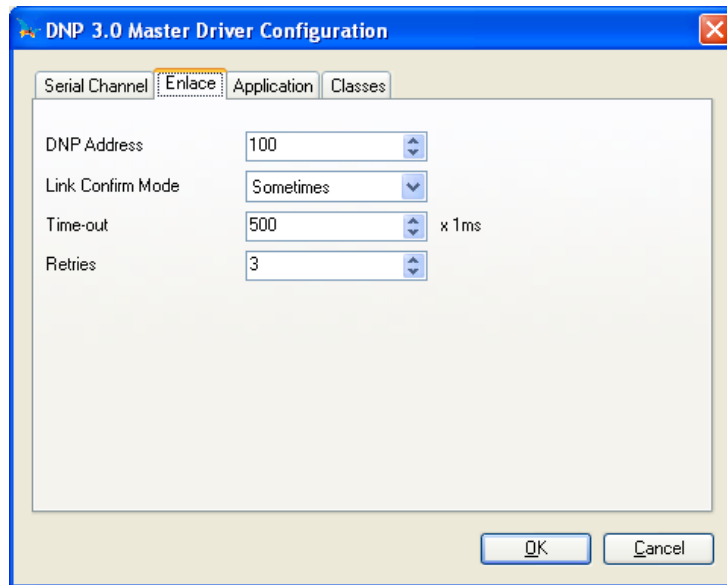 DNP 3.0 Master Driver Configuration
Serial Channel Enlace Application Classes
DNP Address 100
Link Confirm Mode Sometimes
Time-out 500 x 1ms
Retries 3
OK Cancel